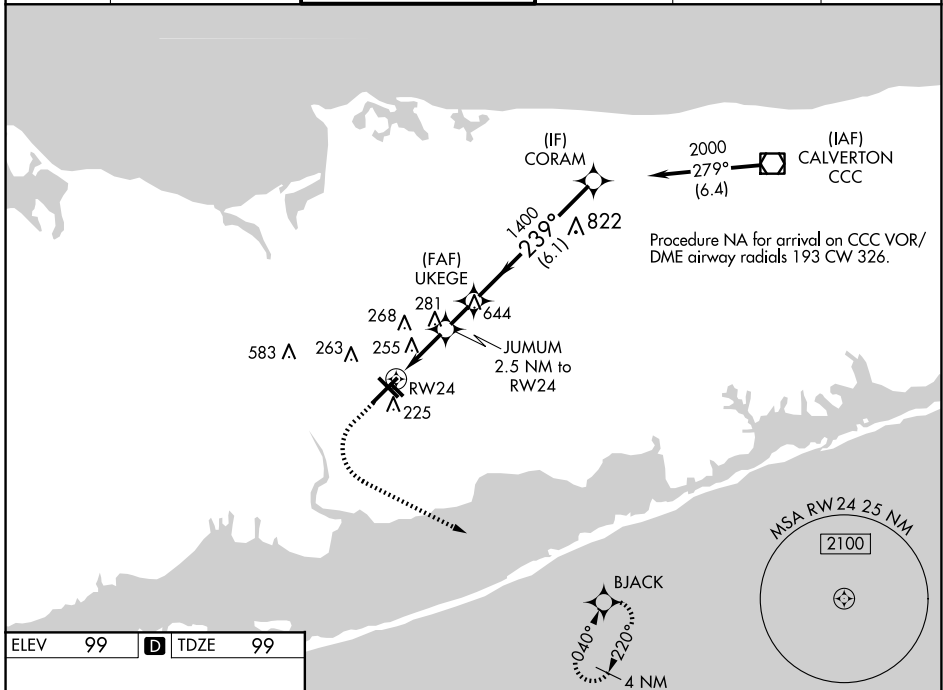 (IF)
CORAM
2000
279°
(6.4)
(IAF)
CALVERTON
CCC
1400
239°
(6.1)
822
Procedure NA for arrival on CCC VOR/
DME airway radials 193 CW 326.
(FAF)
UKEGE
281
644
268
583
263
255
JUMUM
2.5 NM to
RW24
RW24
225
MSA RW24 25 NM
2100
BJACK
040°
220°
4 NM
ELEV 99 D TDZE 99